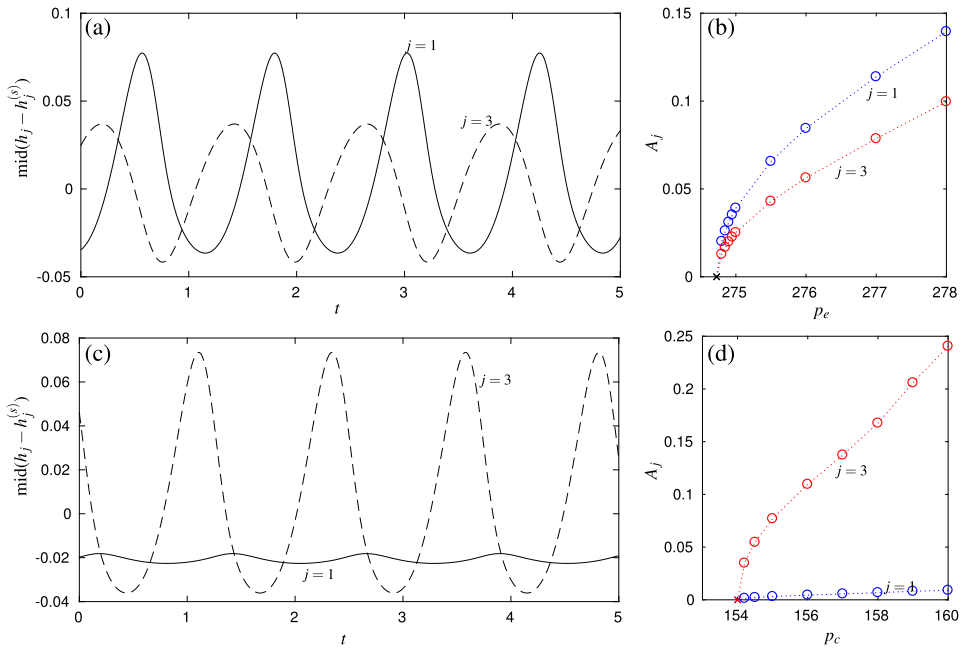 (a)
0.1
0.05
0
-0.05
mid(h_j − h_j^{(s)})
j = 1
j = 3
0 1 2 3 4 5
t
(b)
0.15
0.1
0.05
0
A_j
j = 1
j = 3
275 276 277 278
p_e
(c)
0.08
0.06
0.04
0.02
0
-0.02
-0.04
mid(h_j − h_j^{(s)})
j = 3
j = 1
0 1 2 3 4 5
t
(d)
0.25
0.2
0.15
0.1
0.05
0
A_j
j = 3
j = 1
154 156 158 160
p_c